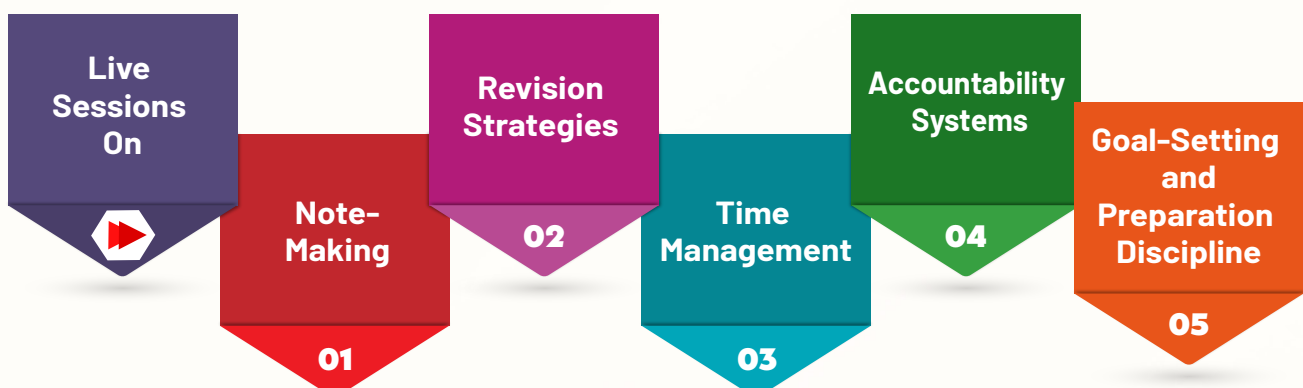 Live
Sessions
On
Note-
Making
01
Revision
Strategies
02
Time
Management
03
Accountability
Systems
04
Goal-Setting
and
Preparation
Discipline
05